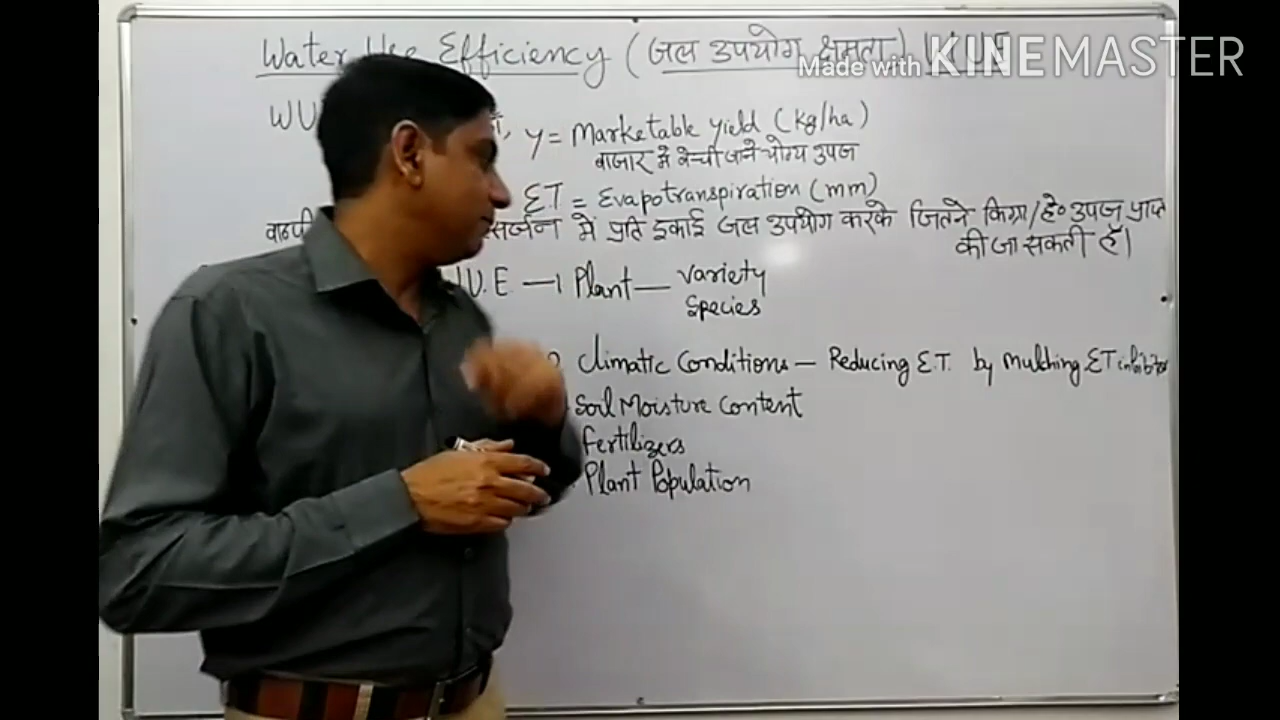 Water Use Efficiency (जल उपयोग क्षमता) W.U.E
Made with KINEMASTER
WU
y = Marketable yield (kg/ha)
बाजार में बेची जाने योग्य उपज
ET = Evapotranspiration (mm)
सर्जन में प्रति इकाई जल उपयोग करके जितने किग्रा/हे० उपज प्राप्त
की जा सकती हैं।
U.E. → 1 Plant — variety
Species
Climatic Conditions – Reducing E.T. by Mulching, ET inhibitor
Soil Moisture Content
Fertilizers
Plant Population